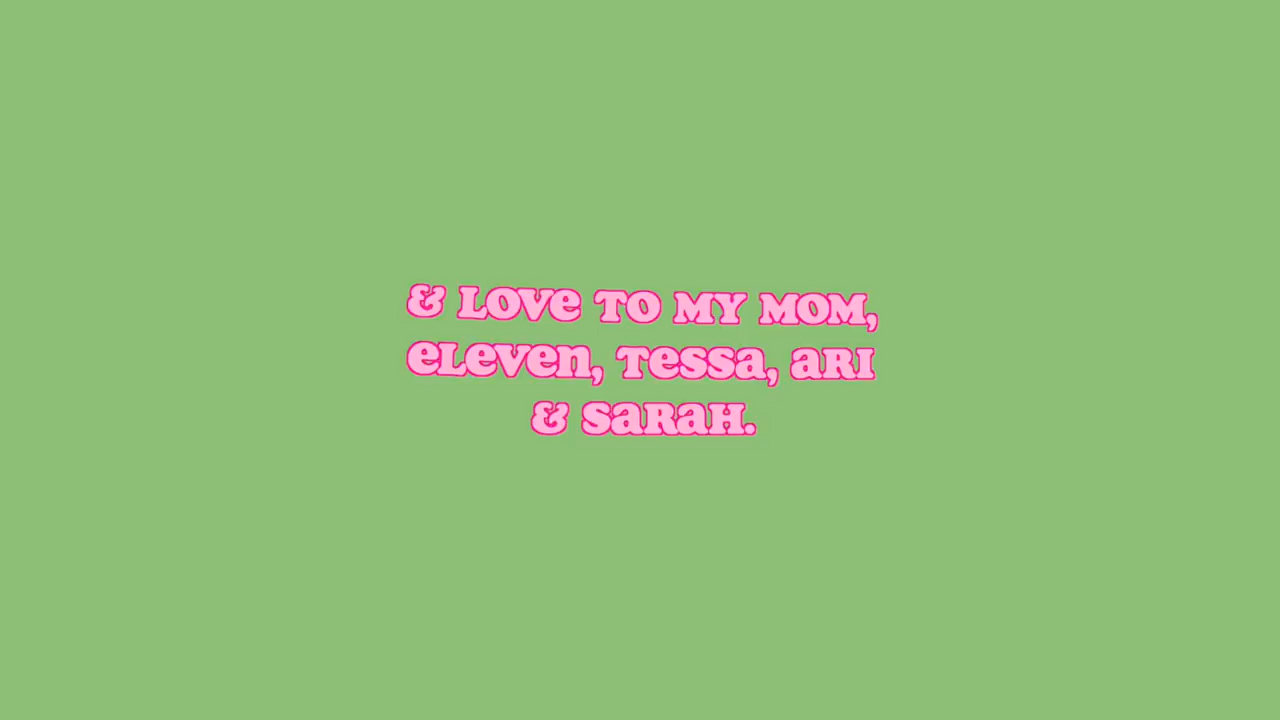 & LOVE TO MY MOM,
eLeven, Tessa, aRI
& SaRaH.